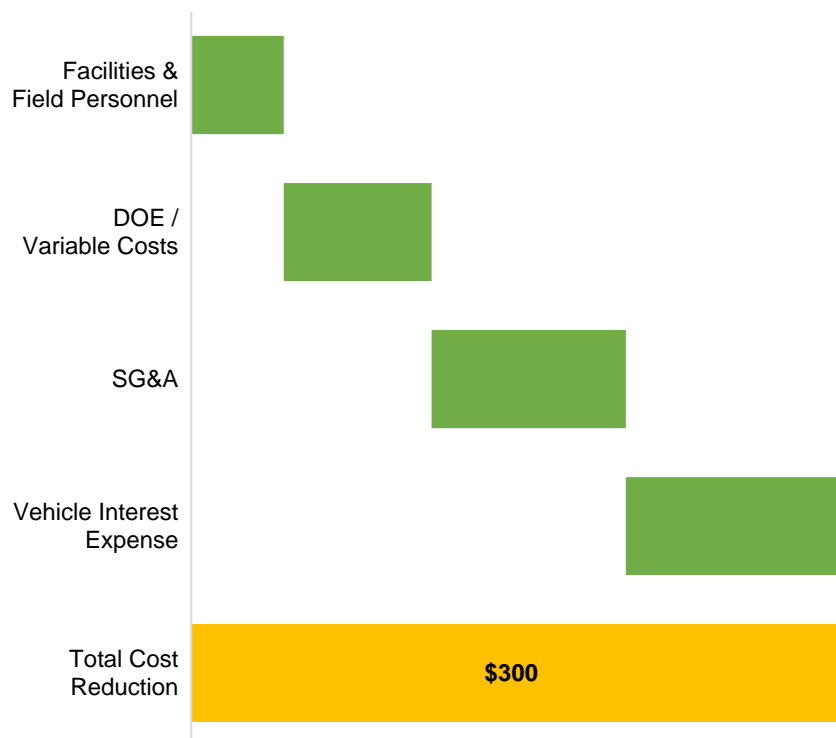 Facilities &
Field Personnel
DOE /
Variable Costs
SG&A
Vehicle Interest
Expense
Total Cost
Reduction
$300